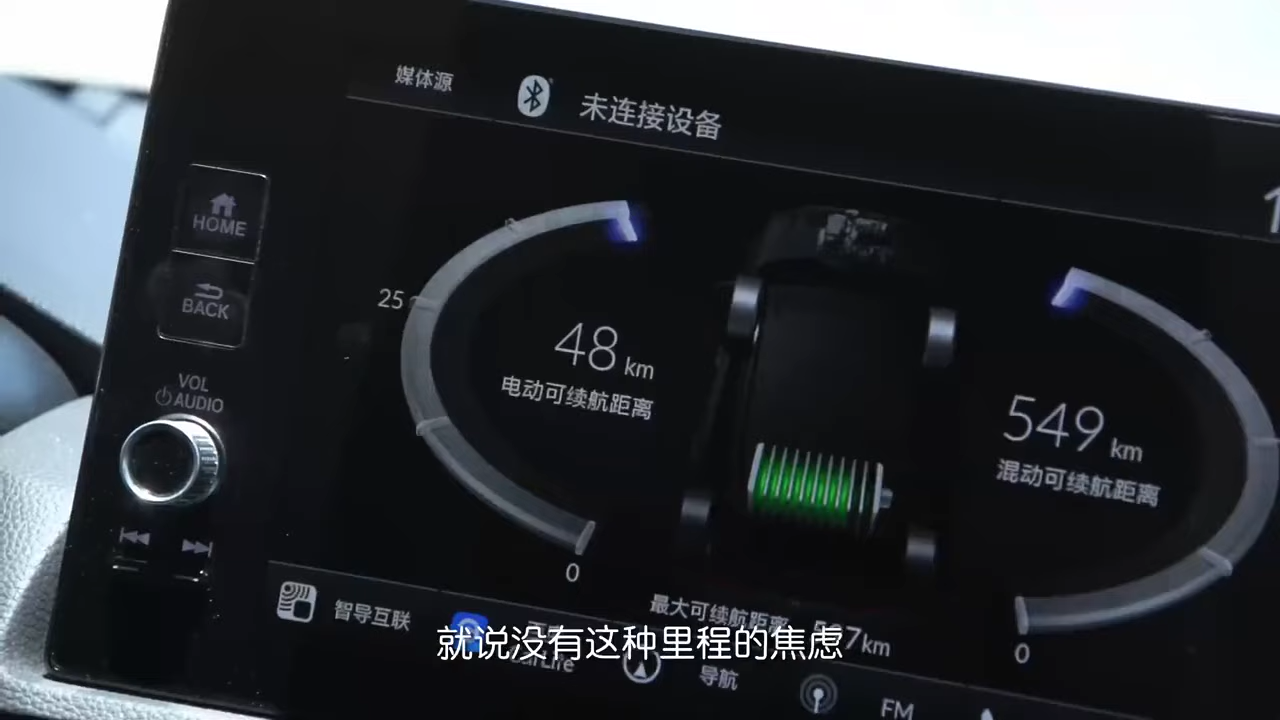 媒体源
未连接设备
HOME
BACK
VOL
AUDIO
25
48 km
电动可续航距离
0
549 km
混动可续航距离
0
最大可续航距离
km
智导互联
导航
FM
就说没有这种里程的焦虑